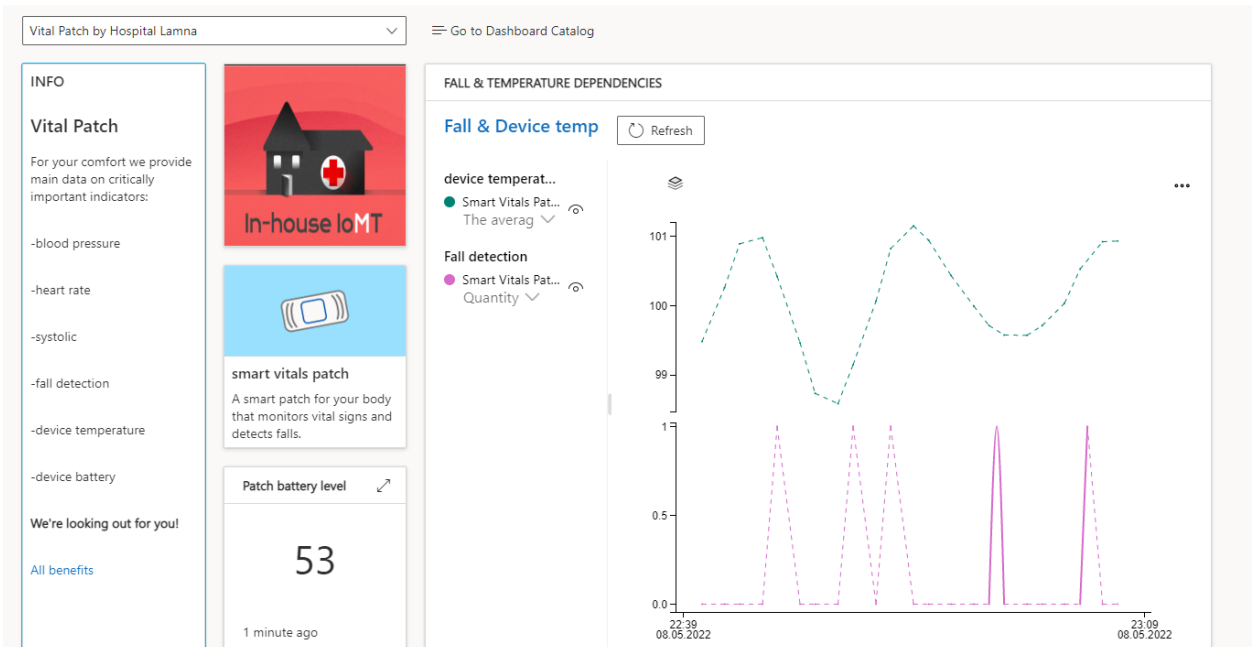 Vital Patch by Hospital Lamna
Go to Dashboard Catalog
INFO
Vital Patch
For your comfort we provide
main data on critically
important indicators:
-blood pressure
-heart rate
-systolic
-fall detection
-device temperature
-device battery
We're looking out for you!
All benefits
In-house IoMT
smart vitals patch
A smart patch for your body
that monitors vital signs and
detects falls.
Patch battery level
53
1 minute ago
FALL & TEMPERATURE DEPENDENCIES
Fall & Device temp
Refresh
device temperat...
Smart Vitals Pat...
The averag
Fall detection
Smart Vitals Pat...
Quantity
101
100
99
1
0.5
0.0
22:39
08.05.2022
23:09
08.05.2022